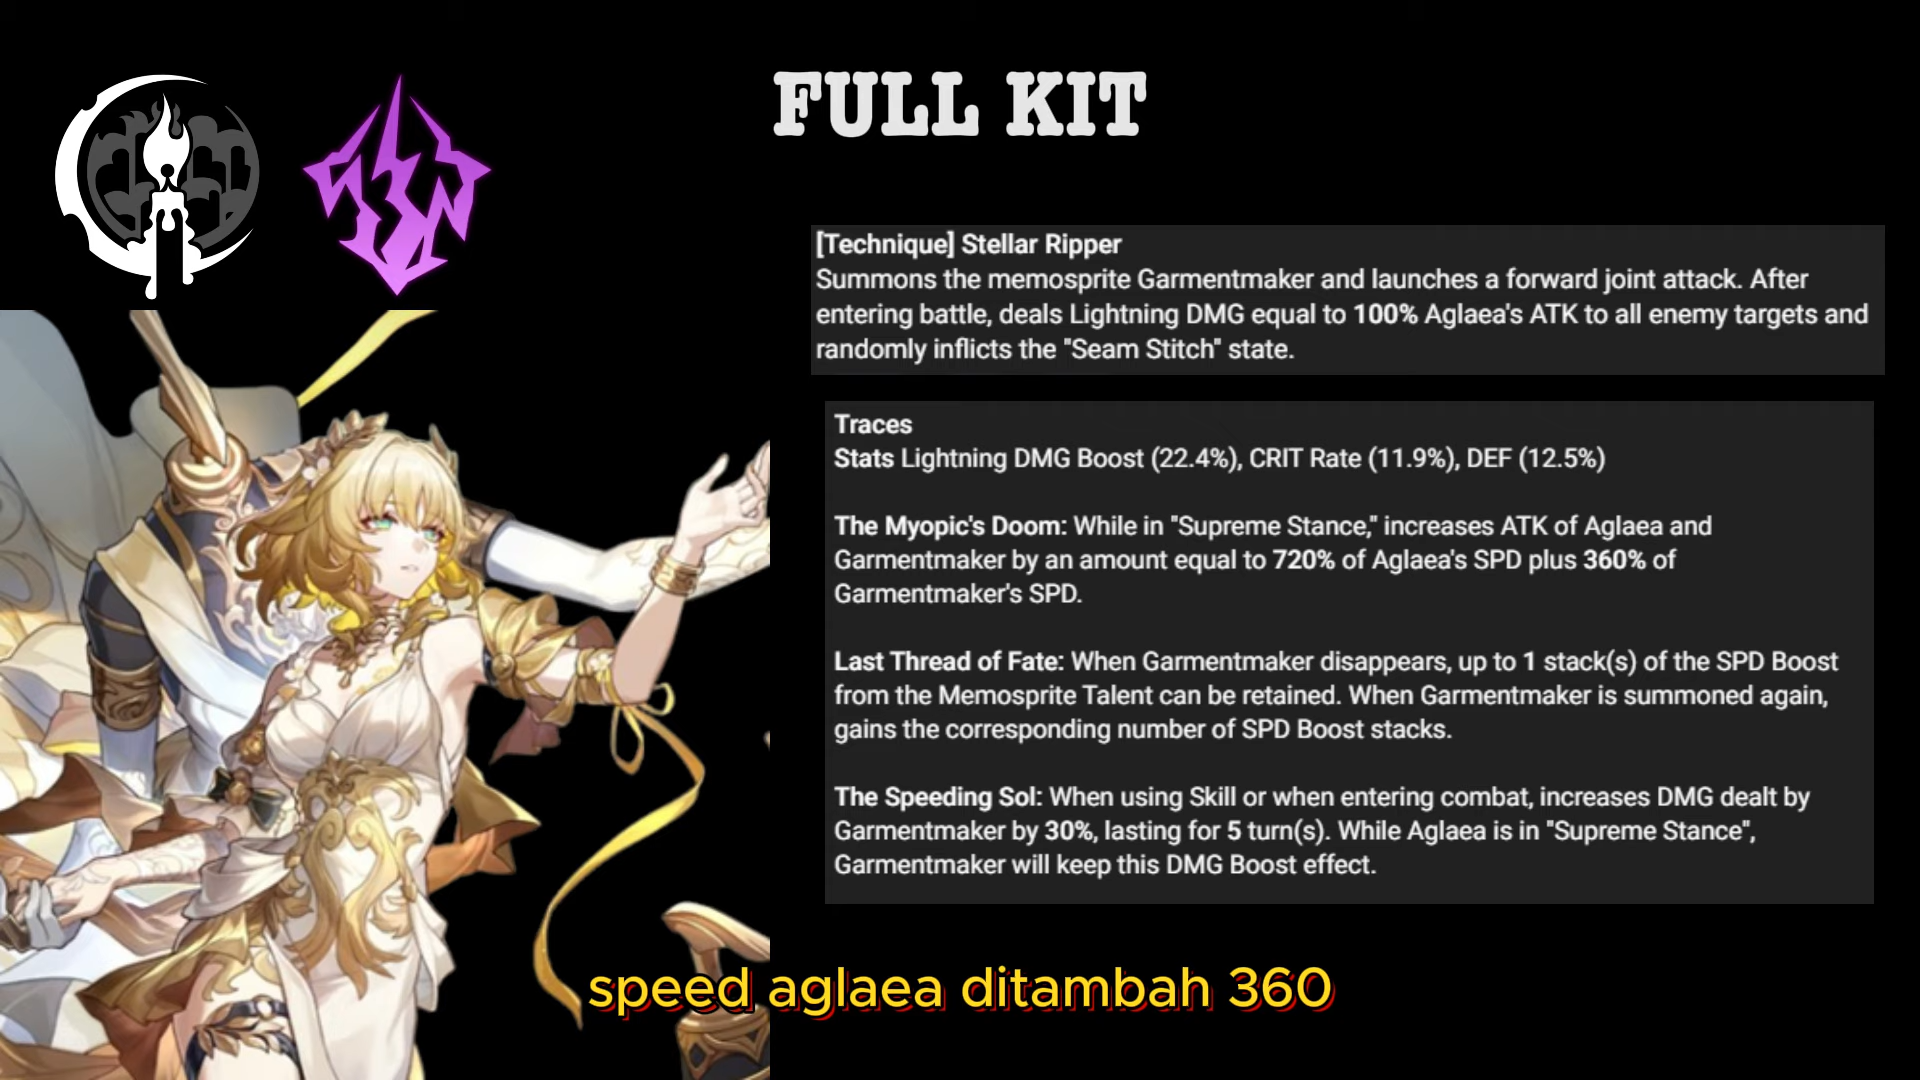 FULL KIT
[Technique] Stellar Ripper
Summons the memosprite Garmentmaker and launches a forward joint attack. After
entering battle, deals Lightning DMG equal to 100% Aglaea's ATK to all enemy targets and
randomly inflicts the "Seam Stitch" state.
Traces
Stats Lightning DMG Boost (22.4%), CRIT Rate (11.9%), DEF (12.5%)
The Myopic's Doom: While in "Supreme Stance," increases ATK of Aglaea and
Garmentmaker by an amount equal to 720% of Aglaea's SPD plus 360% of
Garmentmaker's SPD.
Last Thread of Fate: When Garmentmaker disappears, up to 1 stack(s) of the SPD Boost
from the Memosprite Talent can be retained. When Garmentmaker is summoned again,
gains the corresponding number of SPD Boost stacks.
The Speeding Sol: When using Skill or when entering combat, increases DMG dealt by
Garmentmaker by 30%, lasting for 5 turn(s). While Aglaea is in "Supreme Stance",
Garmentmaker will keep this DMG Boost effect.
speed aglaea ditambah 360